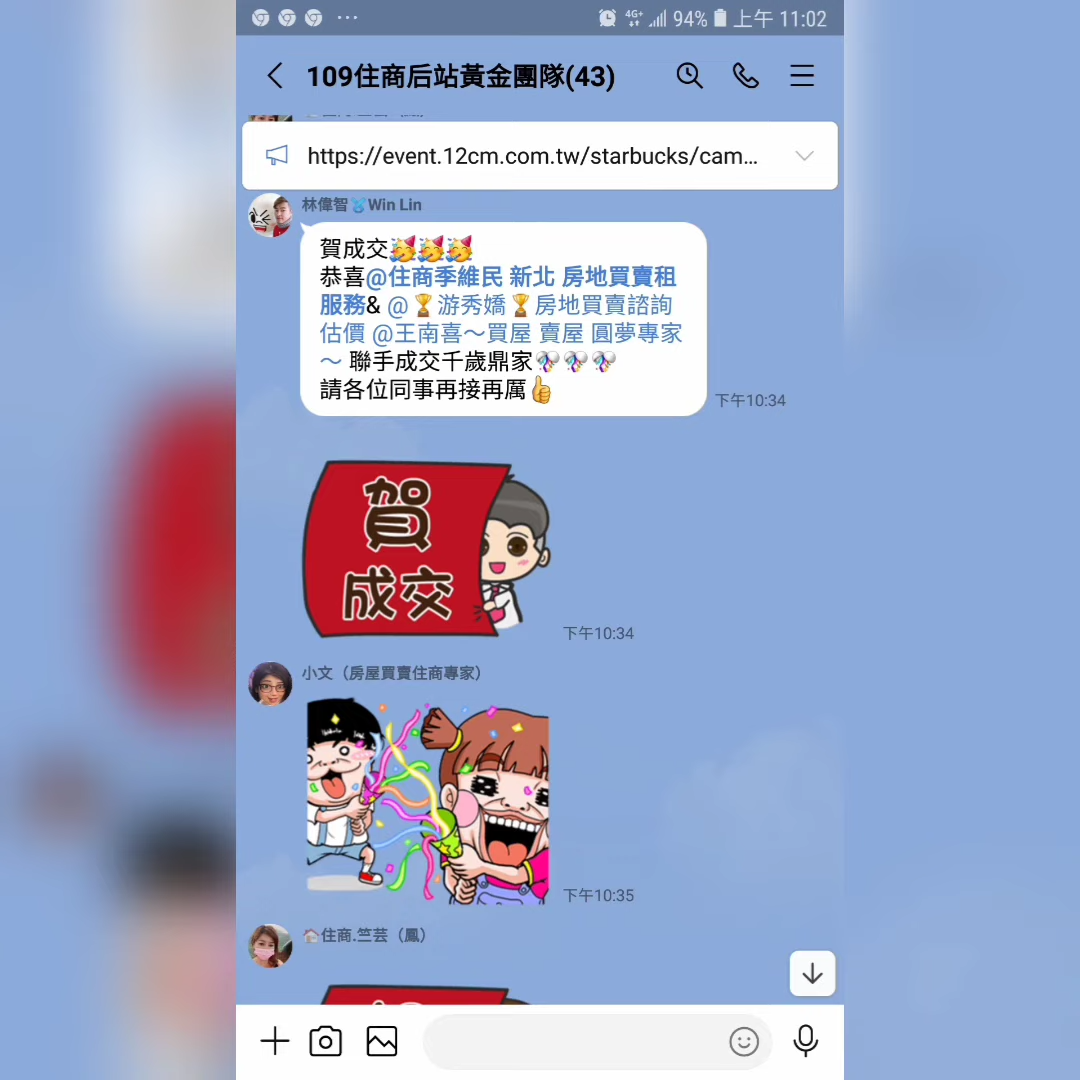 4G+ 94% 上午 11:02
109住商后站黃金團隊(43)
https://event.12cm.com.tw/starbucks/cam...
林偉智 Win Lin
賀成交🥳🥳🥳
恭喜@住商季維民 新北 房地買賣租
服務& @🏆游秀嬌🏆房地買賣諮詢
估價 @王南喜～買屋 賣屋 圓夢專家
～ 聯手成交千歲鼎家🎊🎊🎊
請各位同事再接再厲👍
下午10:34
賀
成交
下午10:34
小文（房屋買賣住商專家）
下午10:35
🏠住商.竺芸（鳳）